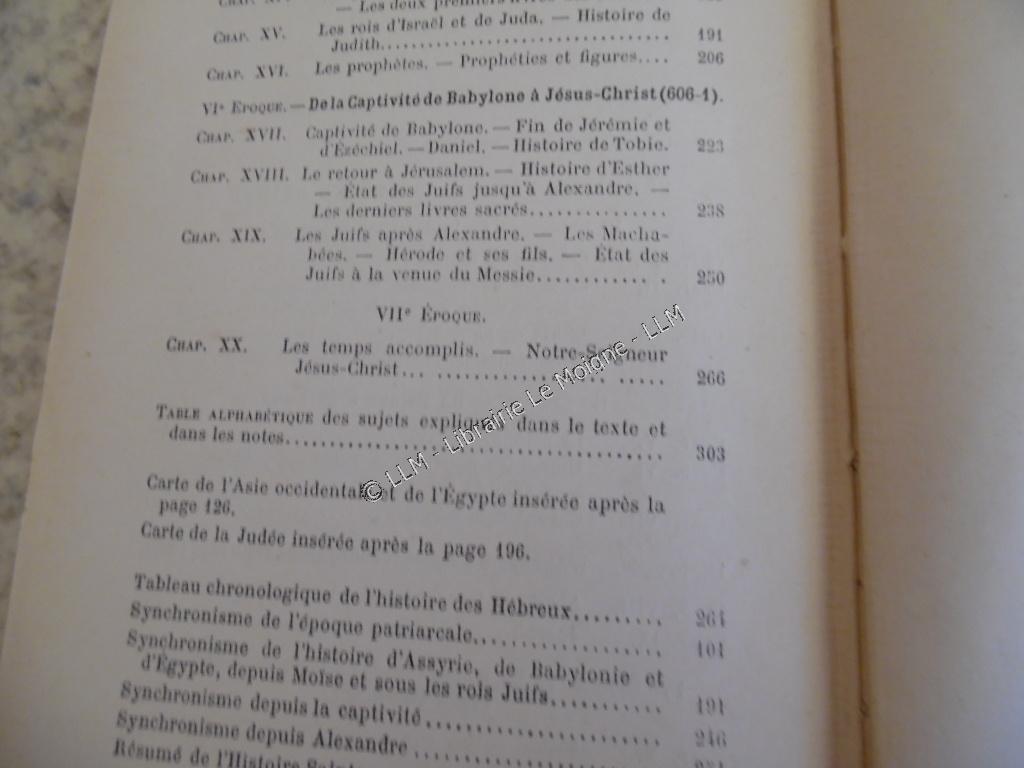 — Les deux premiers livres des
CHAP. XV. Les rois d'Israël et de Juda. — Histoire de
Judith.................................. 191
CHAP. XVI. Les prophètes. — Prophéties et figures.... 206
VIe ÉPOQUE. — De la Captivité de Babylone à Jésus-Christ (606-1).
CHAP. XVII. Captivité de Babylone. — Fin de Jérémie et
d'Ézéchiel. — Daniel. — Histoire de Tobie. 223
CHAP. XVIII. Le retour à Jérusalem. — Histoire d'Esther
— État des Juifs jusqu'à Alexandre. —
Les derniers livres sacrés............... 238
CHAP. XIX. Les Juifs après Alexandre. — Les Macha-
bées. — Hérode et ses fils. — État des
Juifs à la venue du Messie............ . 250
VIIe ÉPOQUE.
CHAP. XX. Les temps accomplis. — Notre-Seigneur
Jésus-Christ... ................. ..... 266
TABLE ALPHABÉTIQUE des sujets expliqués dans le texte et
dans les notes...................................... 303
Carte de l'Asie occidentale et de l'Égypte insérée après la
page 126.
Carte de la Judée insérée après la page 196.
Tableau chronologique de l'histoire des Hébreux......... 264
Synchronisme de l'époque patriarcale................... 101
Synchronisme de l'histoire d'Assyrie, de Babylonie et
d'Égypte, depuis Moïse et sous les rois Juifs........... 191
Synchronisme depuis la captivité........................ 246
Synchronisme depuis Alexandre .........................
Résumé de l'Histoire
© LLM - Librairie Le Moigne - LLM